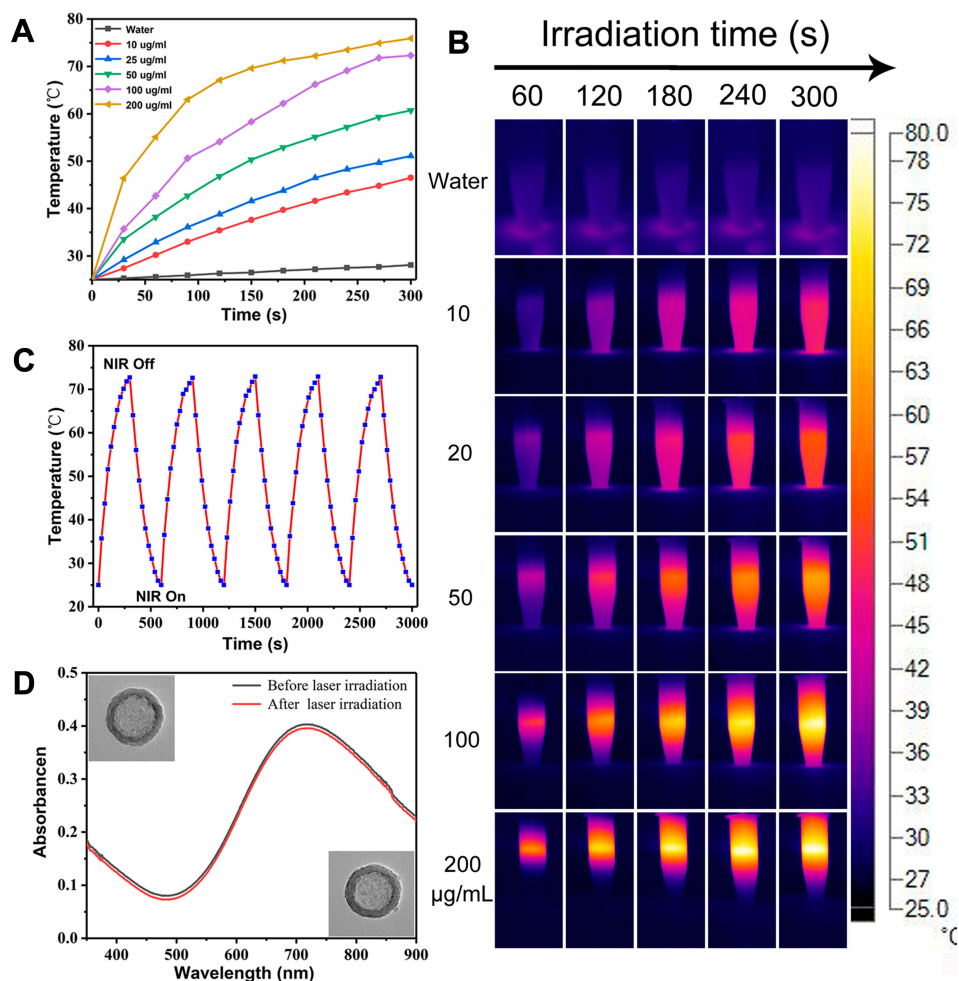 A
Water
10 ug/ml
25 ug/ml
50 ug/ml
100 ug/ml
200 ug/ml
80
70
60
50
40
30
Temperature (℃)
0 50 100 150 200 250 300
Time (s)
B
Irradiation time (s)
60 120 180 240 300
Water
10
20
50
100
200
µg/mL
80.0
78
75
72
69
66
63
60
57
54
51
48
45
42
39
36
33
30
27
25.0
°C
C
NIR Off
NIR On
80
70
60
50
40
30
20
Temperature (℃)
0 500 1000 1500 2000 2500 3000
Time (s)
D
Before laser irradiation
After laser irradiation
0.5
0.4
0.3
0.2
0.1
0.0
Absorbancen
400 500 600 700 800 900
Wavelength (nm)